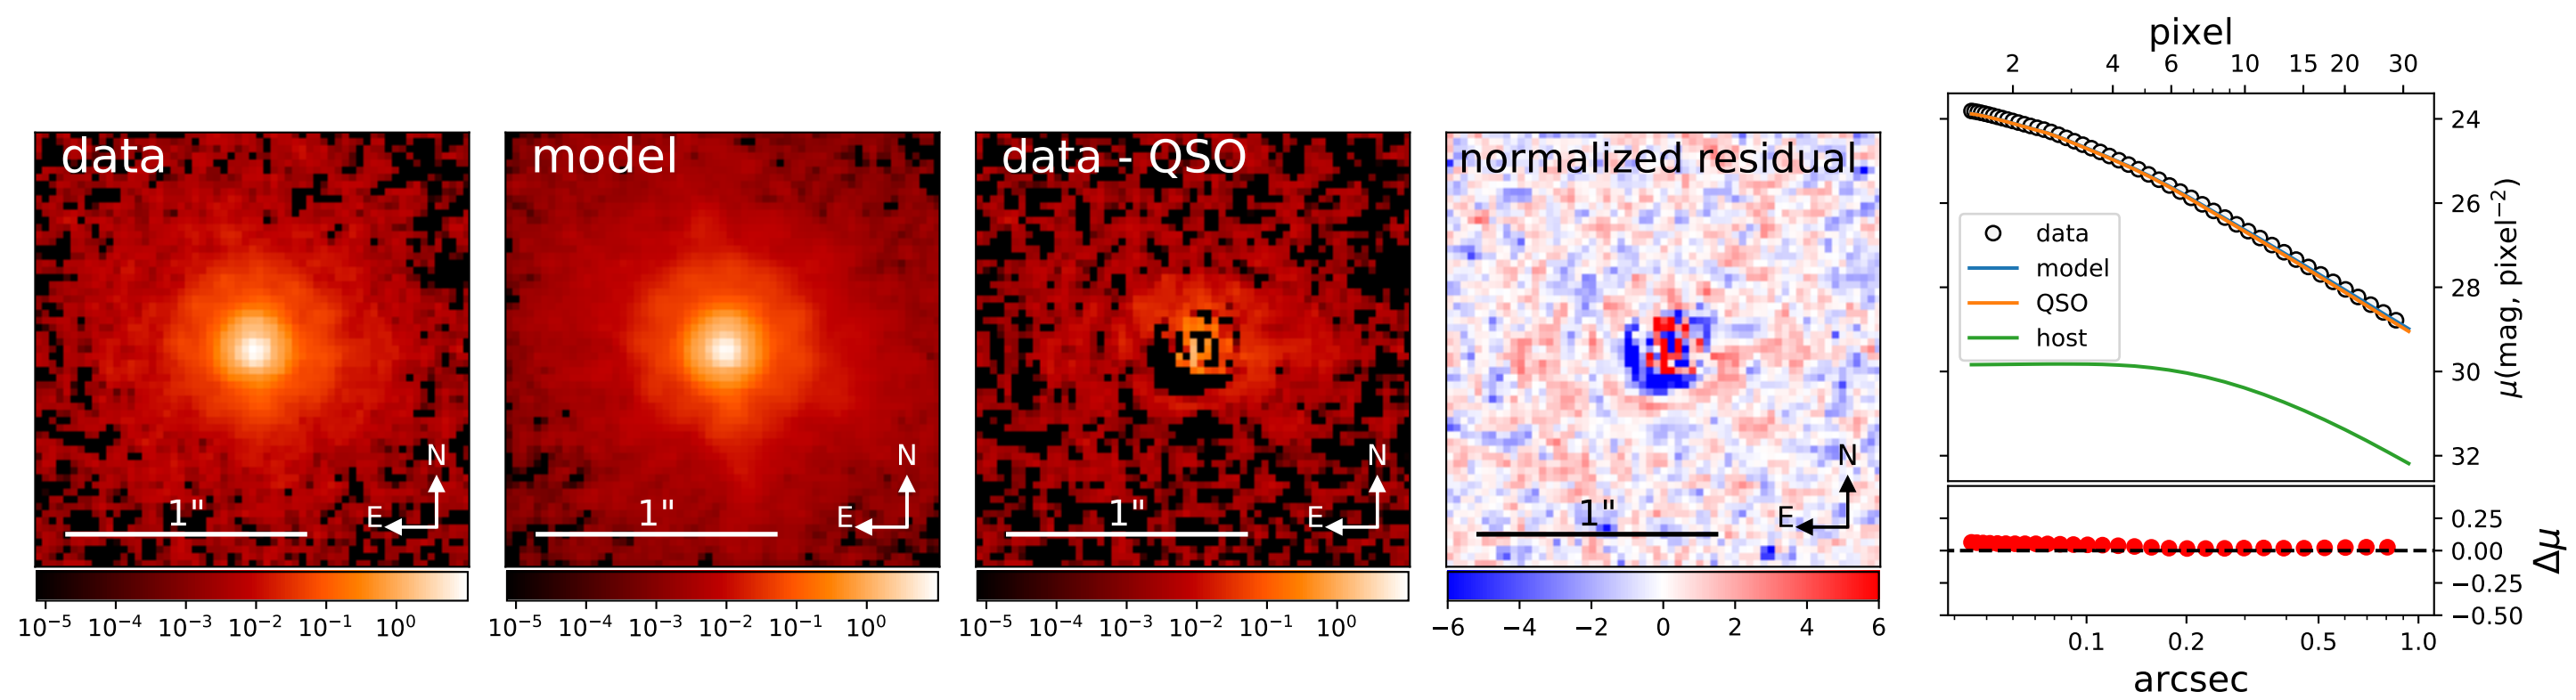 data
N
E
1"
10⁻⁵ 10⁻⁴ 10⁻³ 10⁻² 10⁻¹ 10⁰
model
N
E
1"
10⁻⁵ 10⁻⁴ 10⁻³ 10⁻² 10⁻¹ 10⁰
data - QSO
N
E
1"
10⁻⁵ 10⁻⁴ 10⁻³ 10⁻² 10⁻¹ 10⁰
normalized residual
N
E
1"
−6 −4 −2 0 2 4 6
pixel
2 4 6 10 15 20 30
data
model
QSO
host
24
26
28
30
32
μ(mag, pixel⁻²)
0.25
0.00
−0.25
−0.50
Δμ
0.1 0.2 0.5 1.0
arcsec